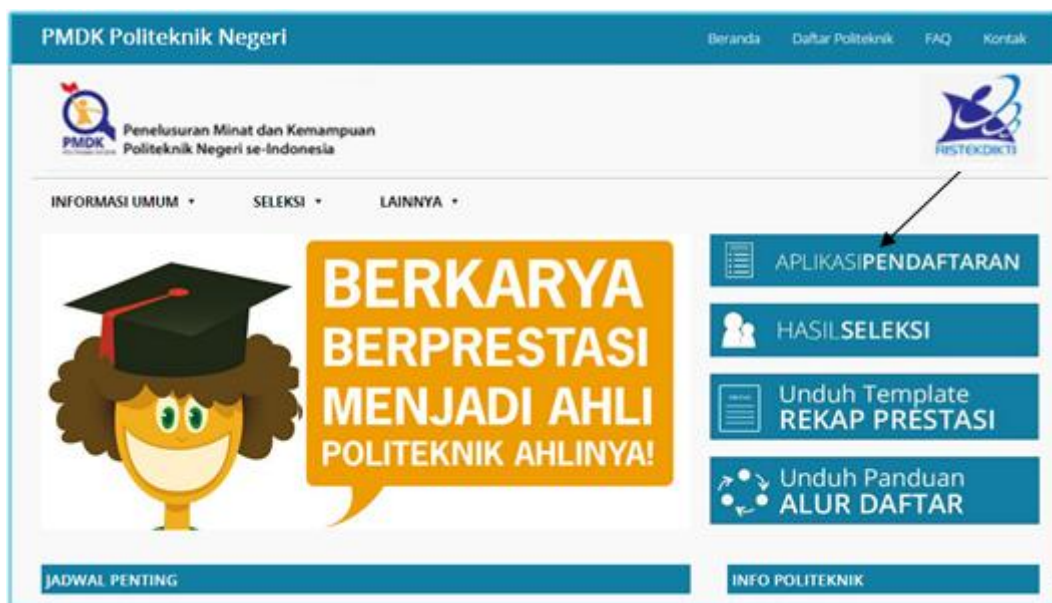 PMDK Politeknik Negeri
Beranda Daftar Politeknik FAQ Kontak
PMDK
Penelusuran Minat dan Kemampuan
Politeknik Negeri se-Indonesia
RISTEKDIKTI
INFORMASI UMUM SELEKSI LAINNYA
BERKARYA
BERPRESTASI
MENJADI AHLI
POLITEKNIK AHLINYA!
APLIKASIPENDAFTARAN
HASILSELEKSI
Unduh Template
REKAP PRESTASI
Unduh Panduan
ALUR DAFTAR
JADWAL PENTING
INFO POLITEKNIK